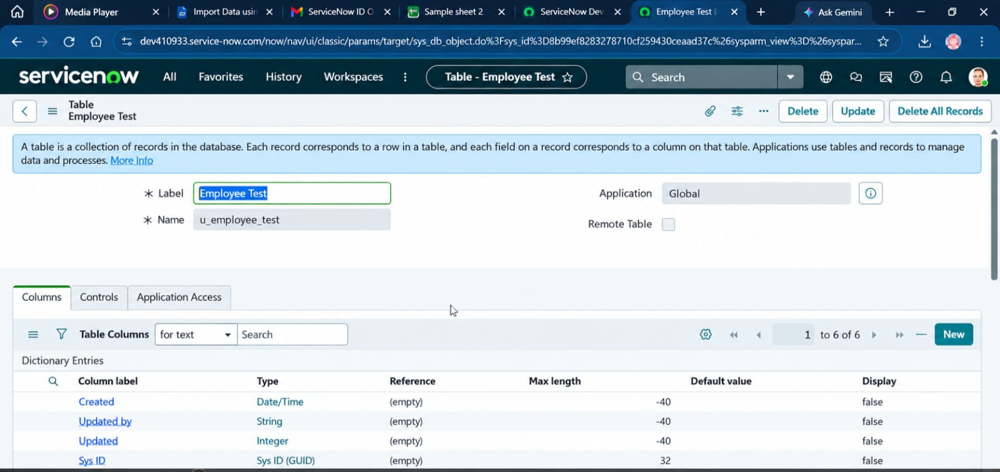 Media Player
Import Data usin
ServiceNow ID O
Sample sheet 2
ServiceNow Dev
Employee Test
Ask Gemini
dev410933.service-now.com/now/nav/ui/classic/params/target/sys_db_object.do%3Fsys_id%3D8b99ef8283278710cf259430ceaad37c%26sysparm_view%3D%26syspar...
servicenow
All
Favorites
History
Workspaces
Table - Employee Test
Search
Table
Employee Test
Delete
Update
Delete All Records
A table is a collection of records in the database. Each record corresponds to a row in a table, and each field on a record corresponds to a column on that table. Applications use tables and records to manage
data and processes. More Info
Label
Employee Test
Application
Global
Name
u_employee_test
Remote Table
Columns
Controls
Application Access
Table Columns
for text
Search
1 to 6 of 6
New
Dictionary Entries
Column label Type Reference Max length Default value Display
Created Date/Time (empty) -40 false
Updated by String (empty) -40 false
Updated Integer (empty) -40 false
Sys ID Sys ID (GUID) (empty) 32 false